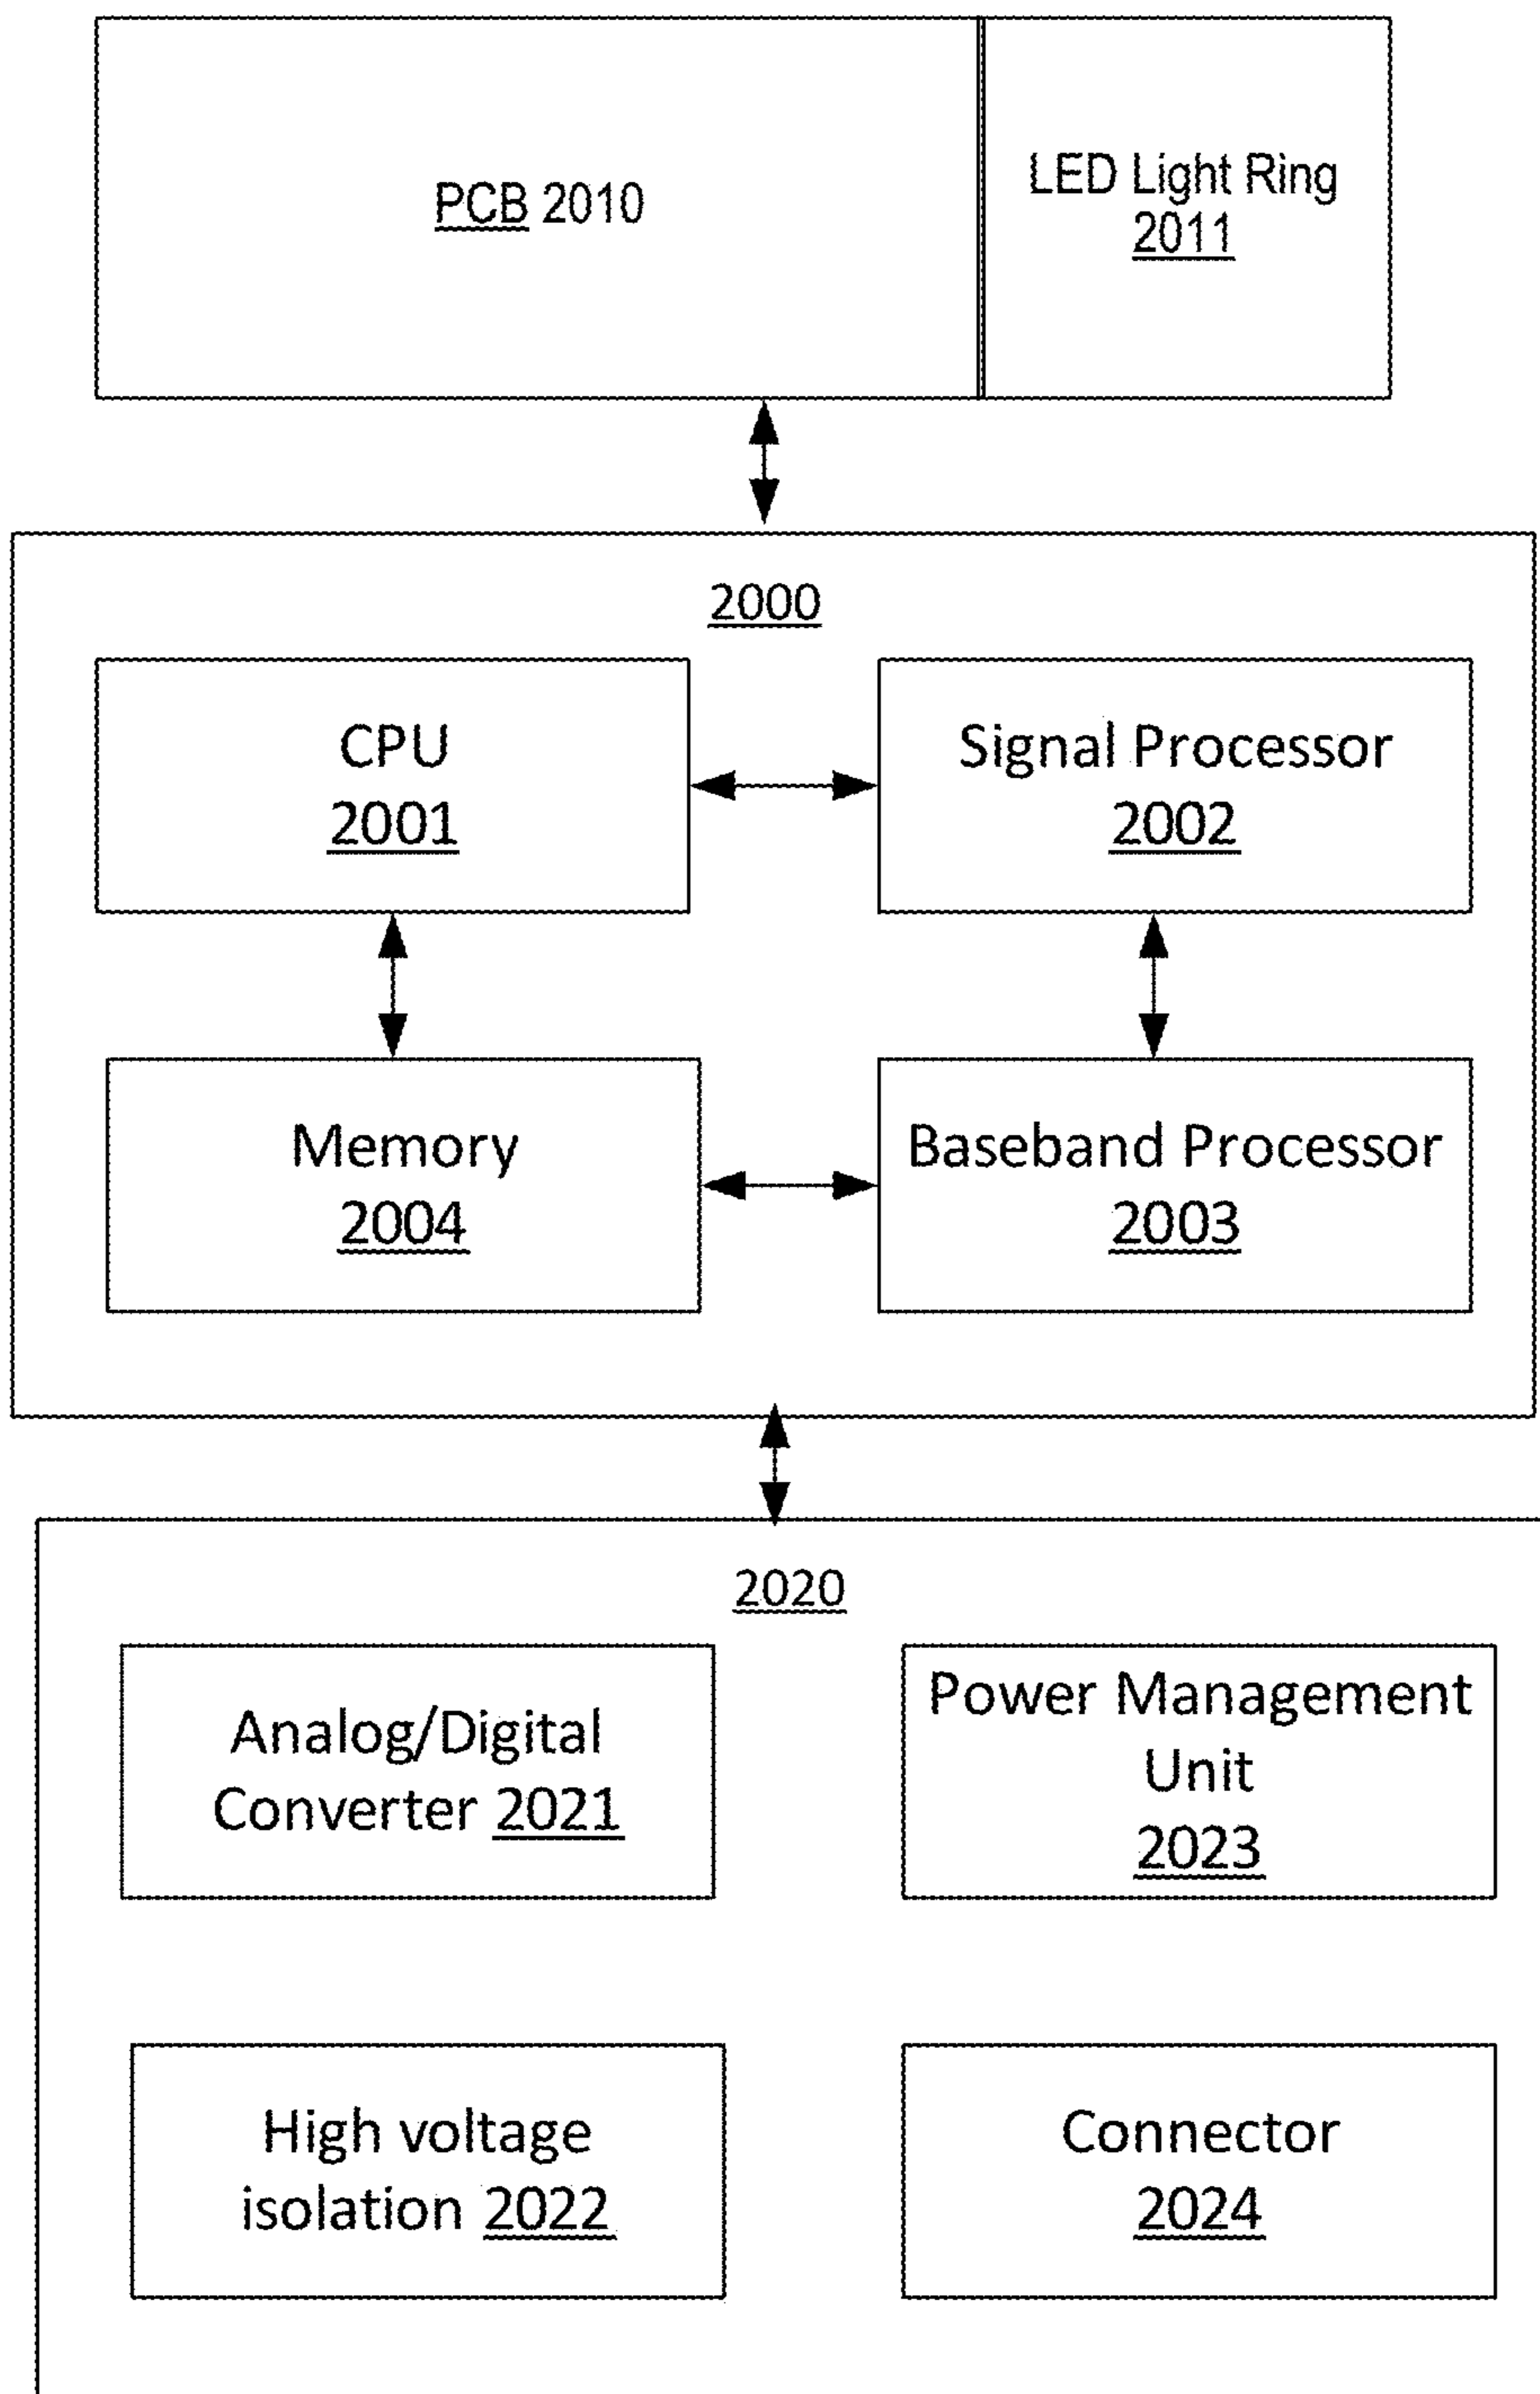 PCB 2010
LED Light Ring
2011
2000
CPU
2001
Signal Processor
2002
Memory
2004
Baseband Processor
2003
2020
Analog/Digital
Converter 2021
Power Management
Unit
2023
High voltage
isolation 2022
Connector
2024